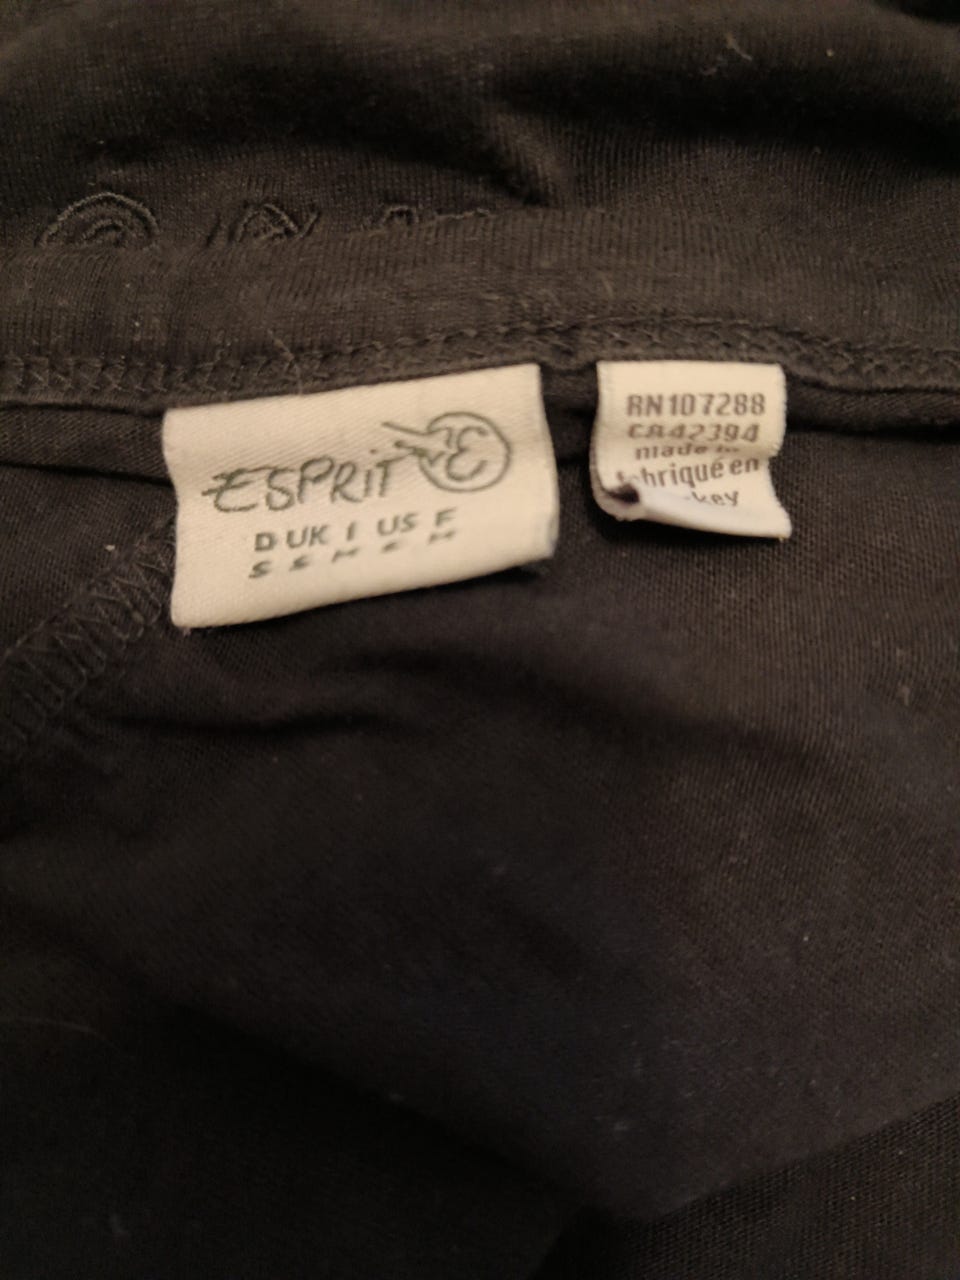 ESPRIT E
D UK I US F
S S M S M
RN107288
CA42394
made in
fabriqué en